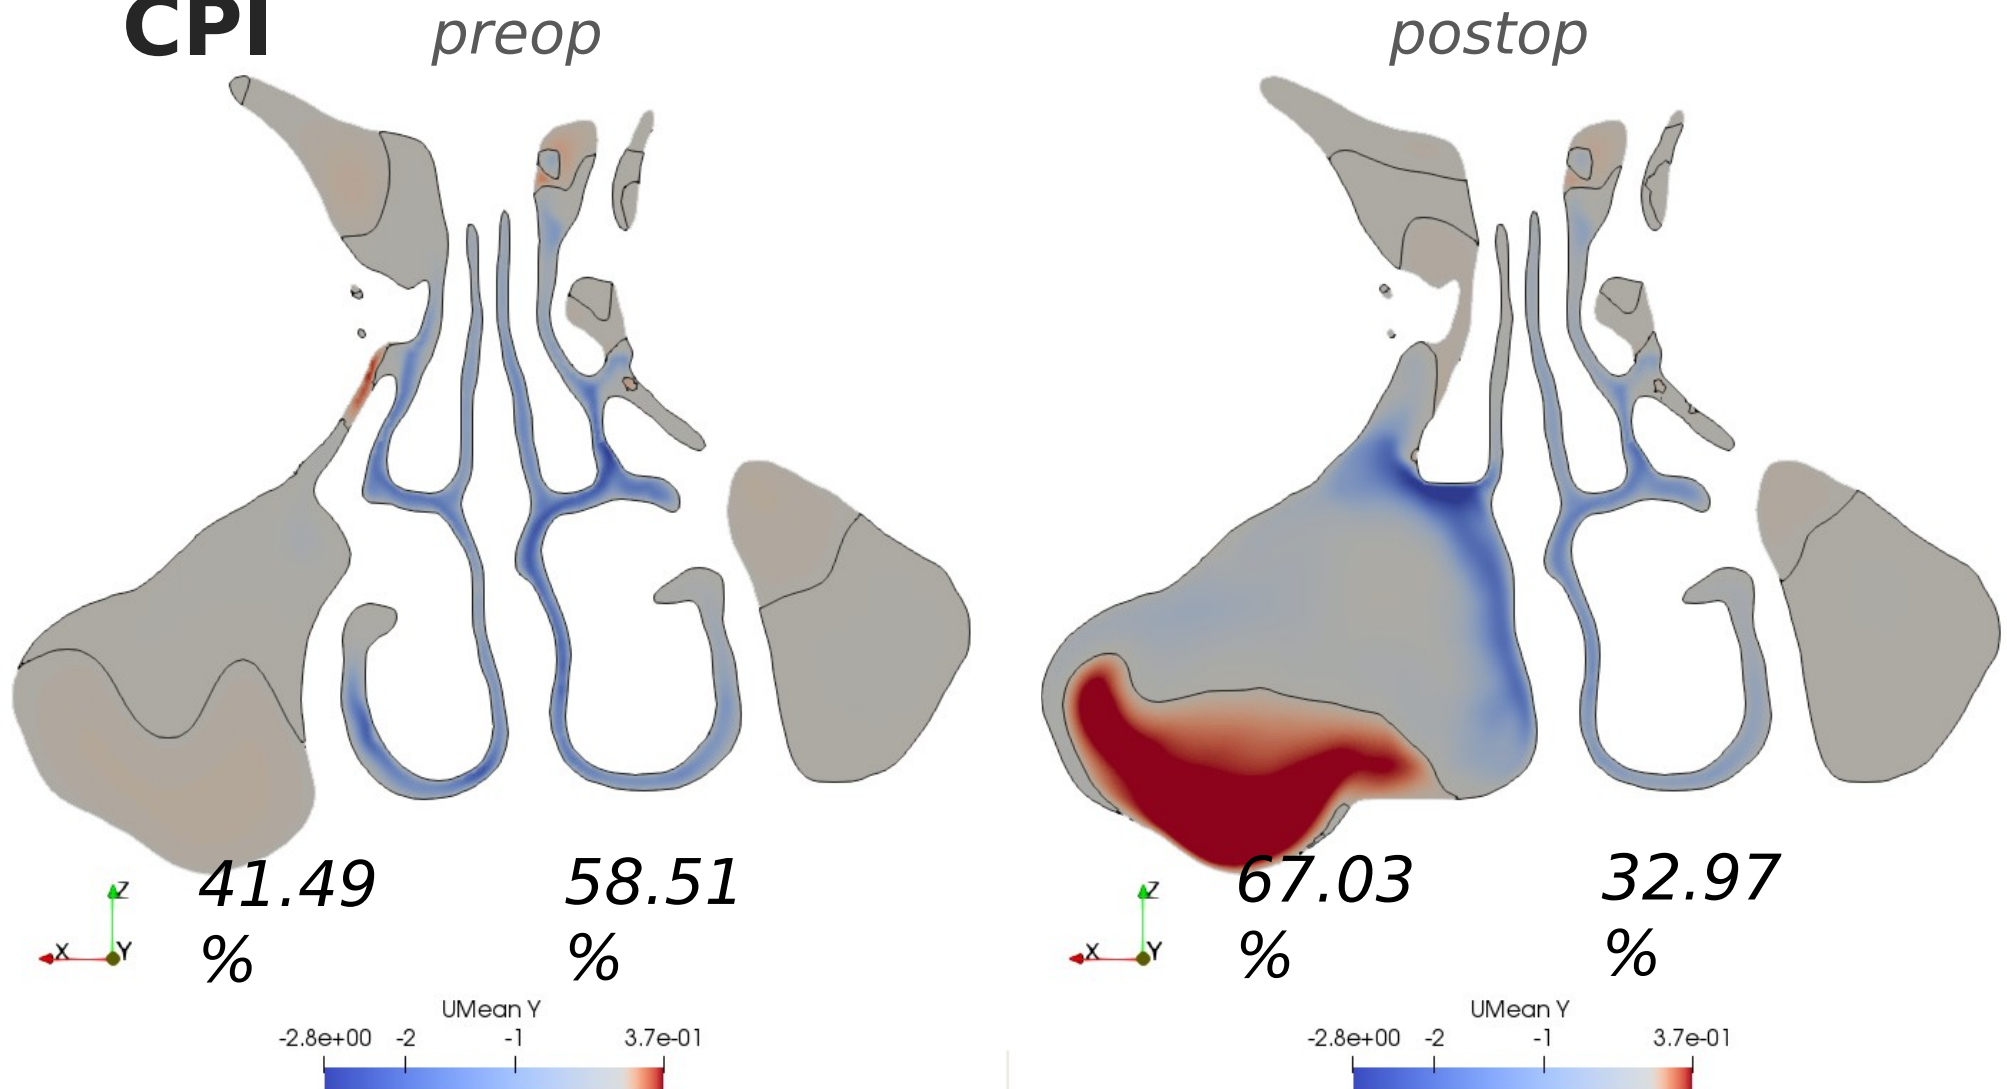 CPI preop postop
41.49 % 58.51 % 67.03 % 32.97 %
Z X Y Z X Y
UMean Y UMean Y
-2.8e+00 -2 -1 3.7e-01 -2.8e+00 -2 -1 3.7e-01